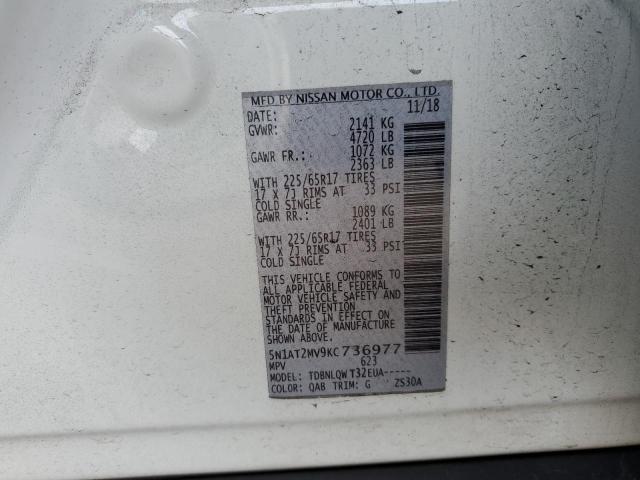 MFD BY NISSAN MOTOR CO., LTD.
DATE: 11/18
GVWR: 2141 KG
4720 LB
GAWR FR.: 1072 KG
2363 LB
WITH 225/65R17 TIRES
17 X 7J RIMS AT 33 PSI
COLD SINGLE
GAWR RR.: 1089 KG
2401 LB
WITH 225/65R17 TIRES
17 X 7J RIMS AT 33 PSI
COLD SINGLE
THIS VEHICLE CONFORMS TO
ALL APPLICABLE FEDERAL
MOTOR VEHICLE SAFETY AND
THEFT PREVENTION
STANDARDS IN EFFECT ON
THE DATE OF MANUFACTURE
SHOWN ABOVE.
5N1AT2MV9KC736977
MPV 623
MODEL: TDBNLQWT32EUA-----
COLOR: QAB TRIM: G ZS30A